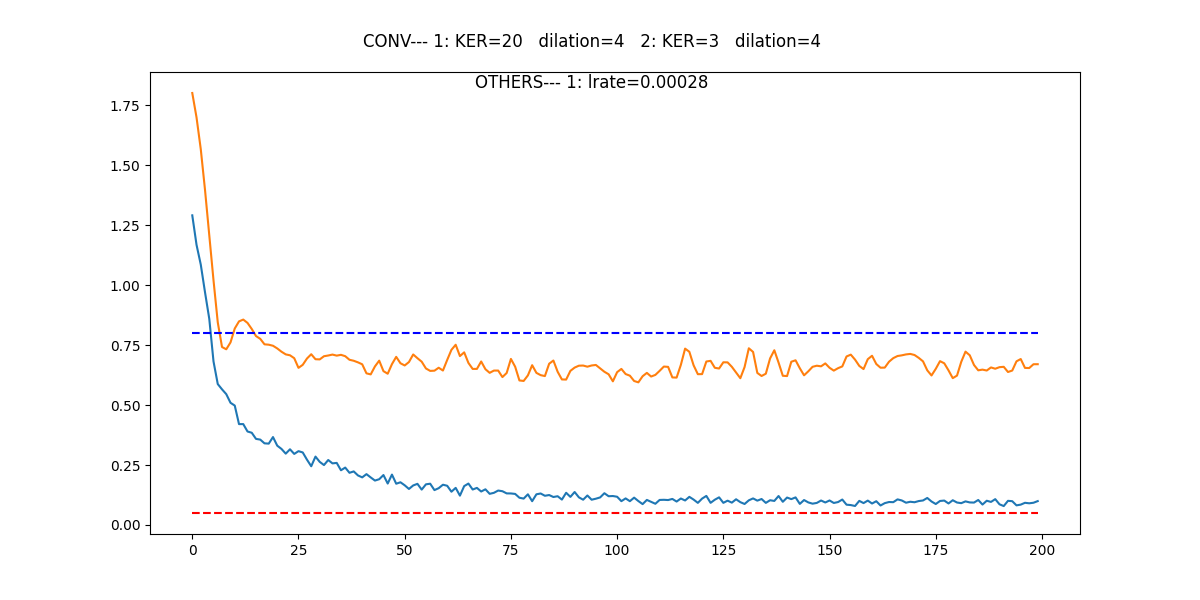 CONV--- 1: KER=20   dilation=4   2: KER=3   dilation=4
OTHERS--- 1: lrate=0.00028
1.75
1.50
1.25
1.00
0.75
0.50
0.25
0.00
0 25 50 75 100 125 150 175 200